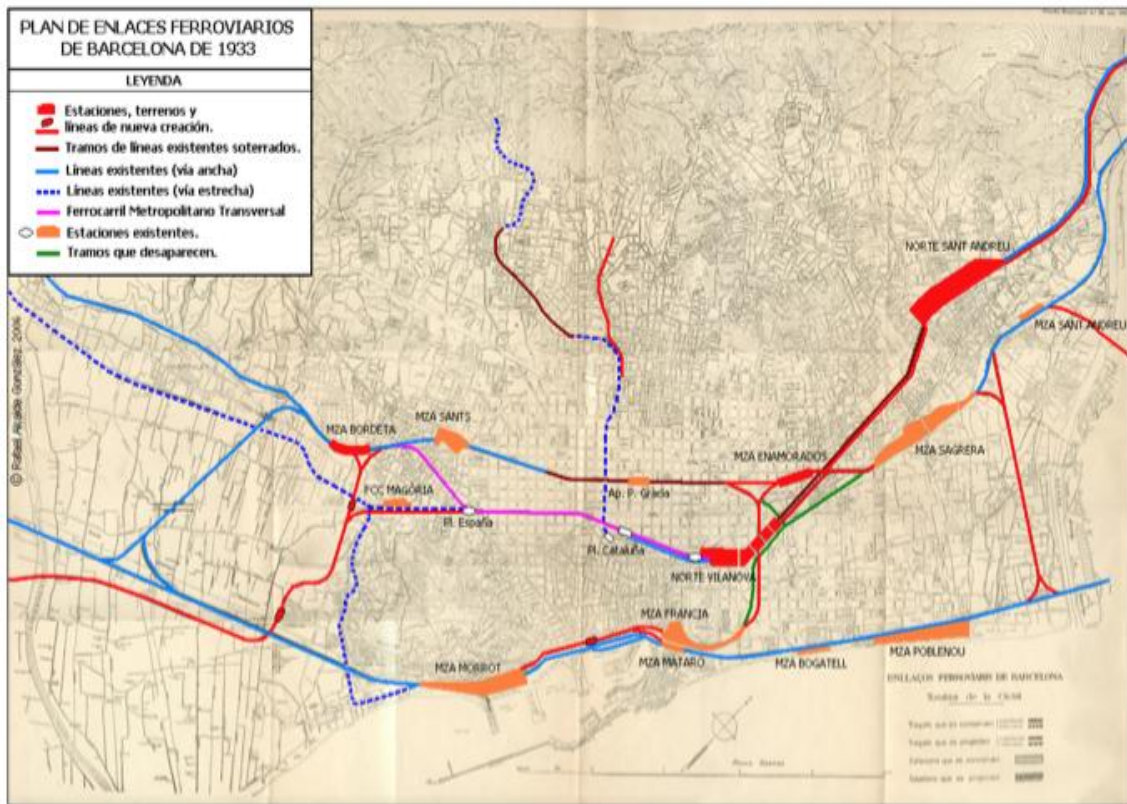 PLAN DE ENLACES FERROVIARIOS
DE BARCELONA DE 1933
LEYENDA
Estaciones, terrenos y
líneas de nueva creación.
Tramos de líneas existentes soterrados.
Líneas existentes (vía ancha)
Líneas existentes (vía estrecha)
Ferrocarril Metropolitano Transversal
Estaciones existentes.
Tramos que desaparecen.
© Rafael Alcaide González, 2006
NORTE SANT ANDREU
MZA SANT ANDREU
MZA BORDETA
MZA SANTS
MZA ENAMORADOS
MZA SAGRERA
FCC MAGÒRIA
Ap. P. Gràcia
Pl. España
Pl. Cataluña
NORTE VILANOVA
MZA FRANCIA
MZA MORROT
MZA MATARÓ
MZA BOGATELL
MZA POBLENOU
ENLLAÇOS FERROVIARIS DE BARCELONA